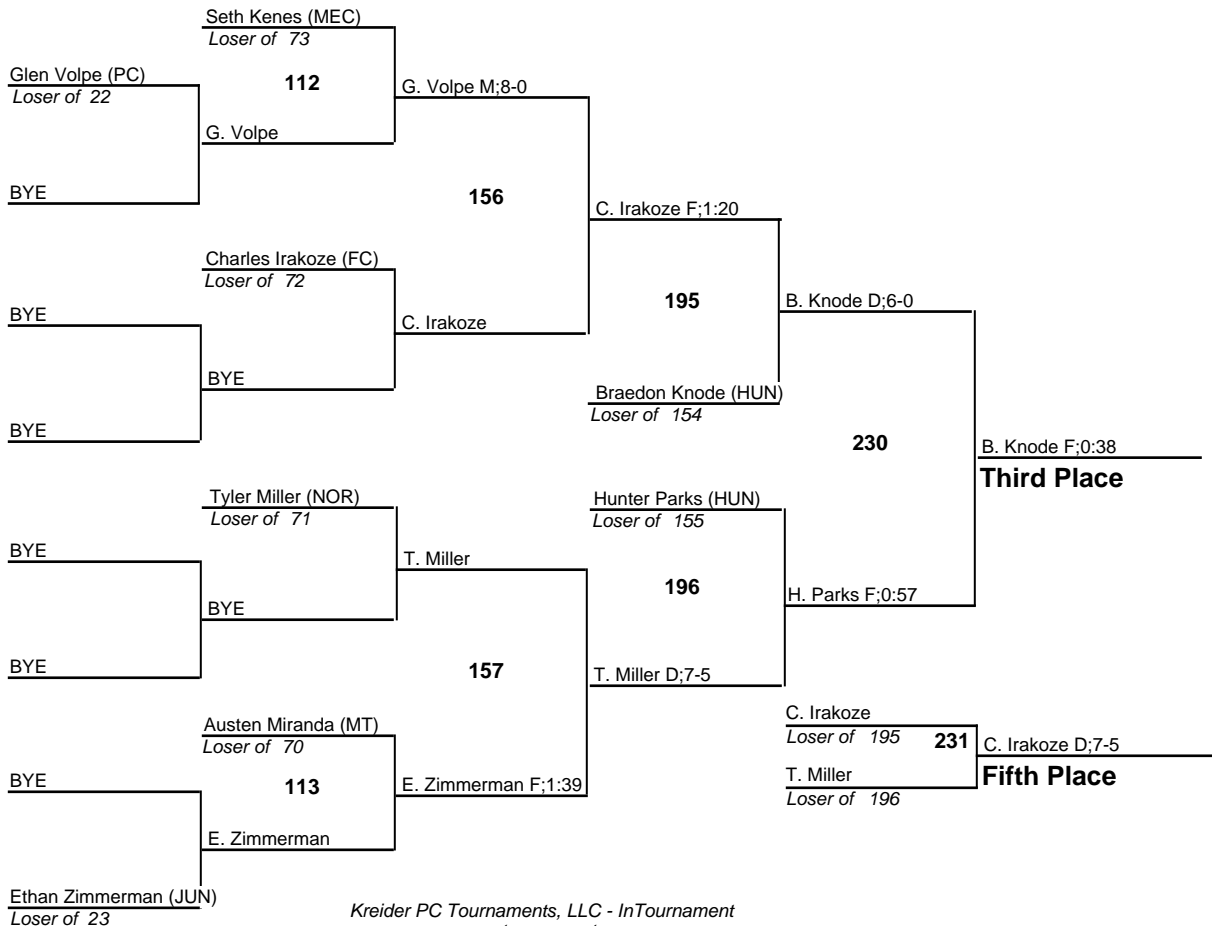 Seth Kenes (MEC)
Loser of 73
Glen Volpe (PC)
Loser of 22
112
G. Volpe M;8-0
G. Volpe
BYE
156
C. Irakoze F;1:20
Charles Irakoze (FC)
Loser of 72
BYE
C. Irakoze
195
B. Knode D;6-0
BYE
Braedon Knode (HUN)
Loser of 154
BYE
230
B. Knode F;0:38
Third Place
Tyler Miller (NOR)
Loser of 71
Hunter Parks (HUN)
Loser of 155
BYE
T. Miller
196
BYE
H. Parks F;0:57
BYE
157
T. Miller D;7-5
Austen Miranda (MT)
Loser of 70
C. Irakoze
Loser of 195
231
C. Irakoze D;7-5
Fifth Place
T. Miller
Loser of 196
BYE
113
E. Zimmerman F;1:39
E. Zimmerman
Ethan Zimmerman (JUN)
Loser of 23
Kreider PC Tournaments, LLC - InTournament